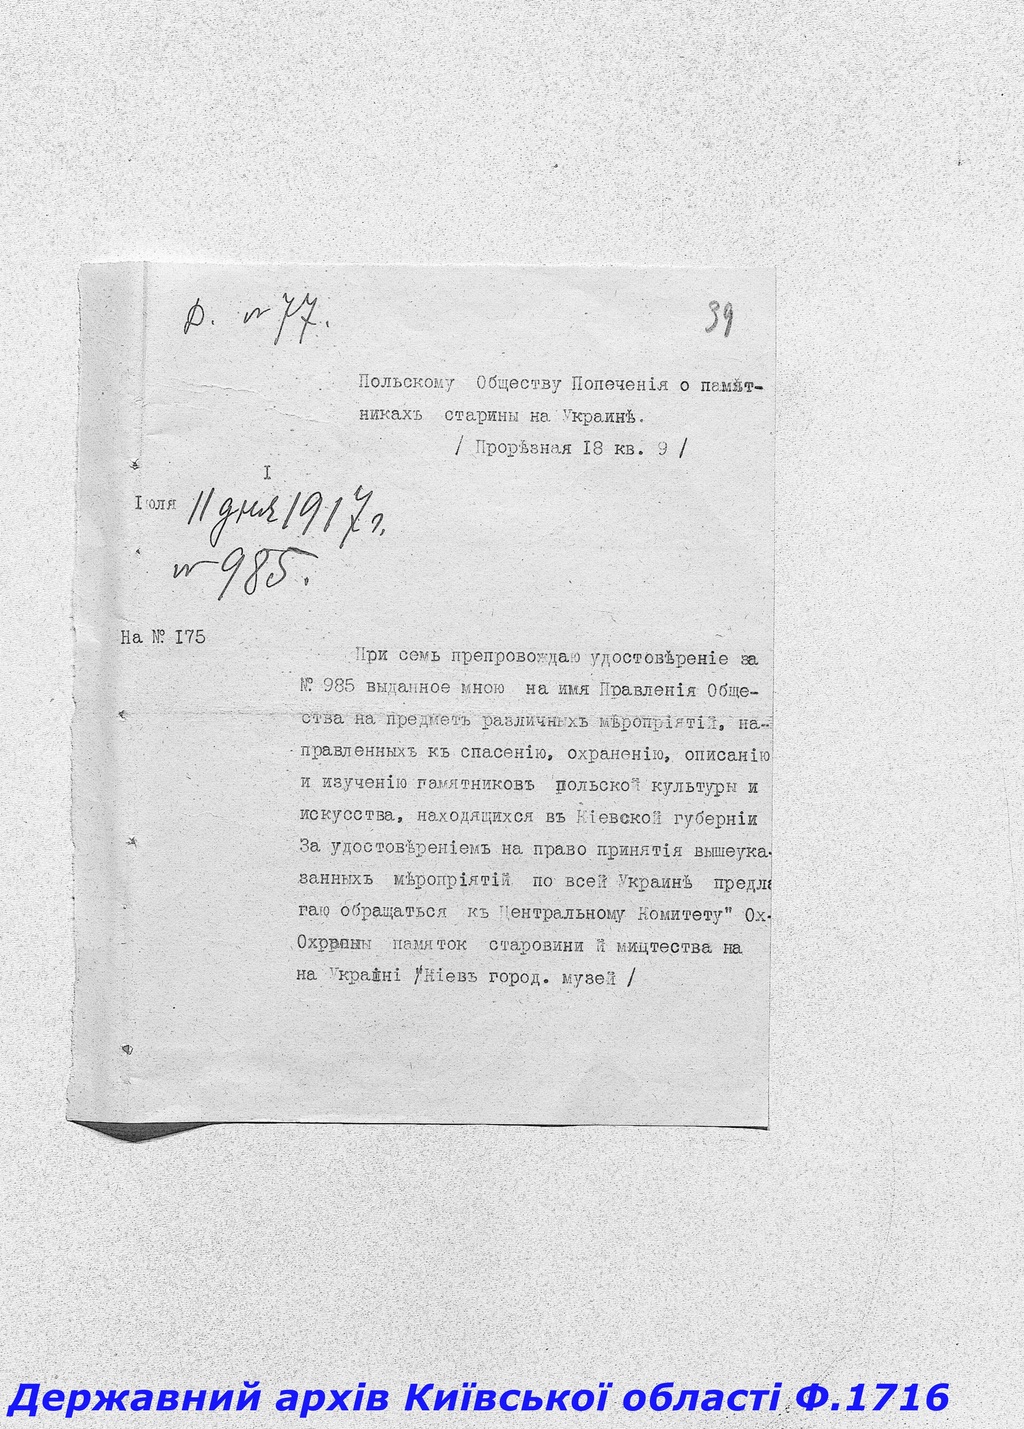 Д. № 77.
39
Польскому Обществу Попеченія о памят-
никахъ старины на Украинѣ.
/ Прорѣзная I8 кв. 9 /
I
Іюля 11 дня 1917 г.
№ 985.
На № I75
При семь препровождаю удостовѣреніе за
№ 985 выданное мною на имя Правленія Обще-
ства на предметъ различныхъ мѣропріятій, на-
правленныхъ къ спасенію, охраненію, описанію
и изученію памятниковъ польской культуры и
искусства, находящихся въ Кіевской губерніи
За удостовѣреніемъ на право принятія вышеука-
занныхъ мѣропріятій по всей Украинѣ предла
гаю обращаться къ Центральному Комитету" Ох-
Охраны памяток старовини й мицтества на
на Україні /"Кіевъ город. музей /
Державний архів Київської області Ф.1716